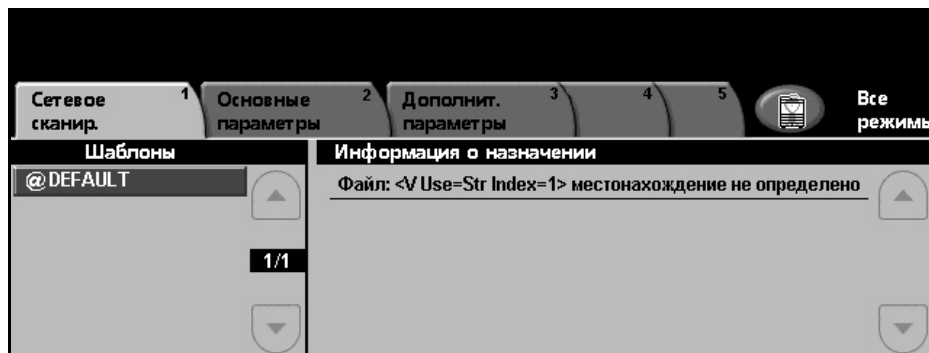 Сетевое сканир. 1
Основные параметры 2
Дополнит. параметры 3
4
5
Все режимы
Шаблоны
Информация о назначении
@DEFAULT
Файл: <V Use=Str Index=1> местонахождение не определено
1/1